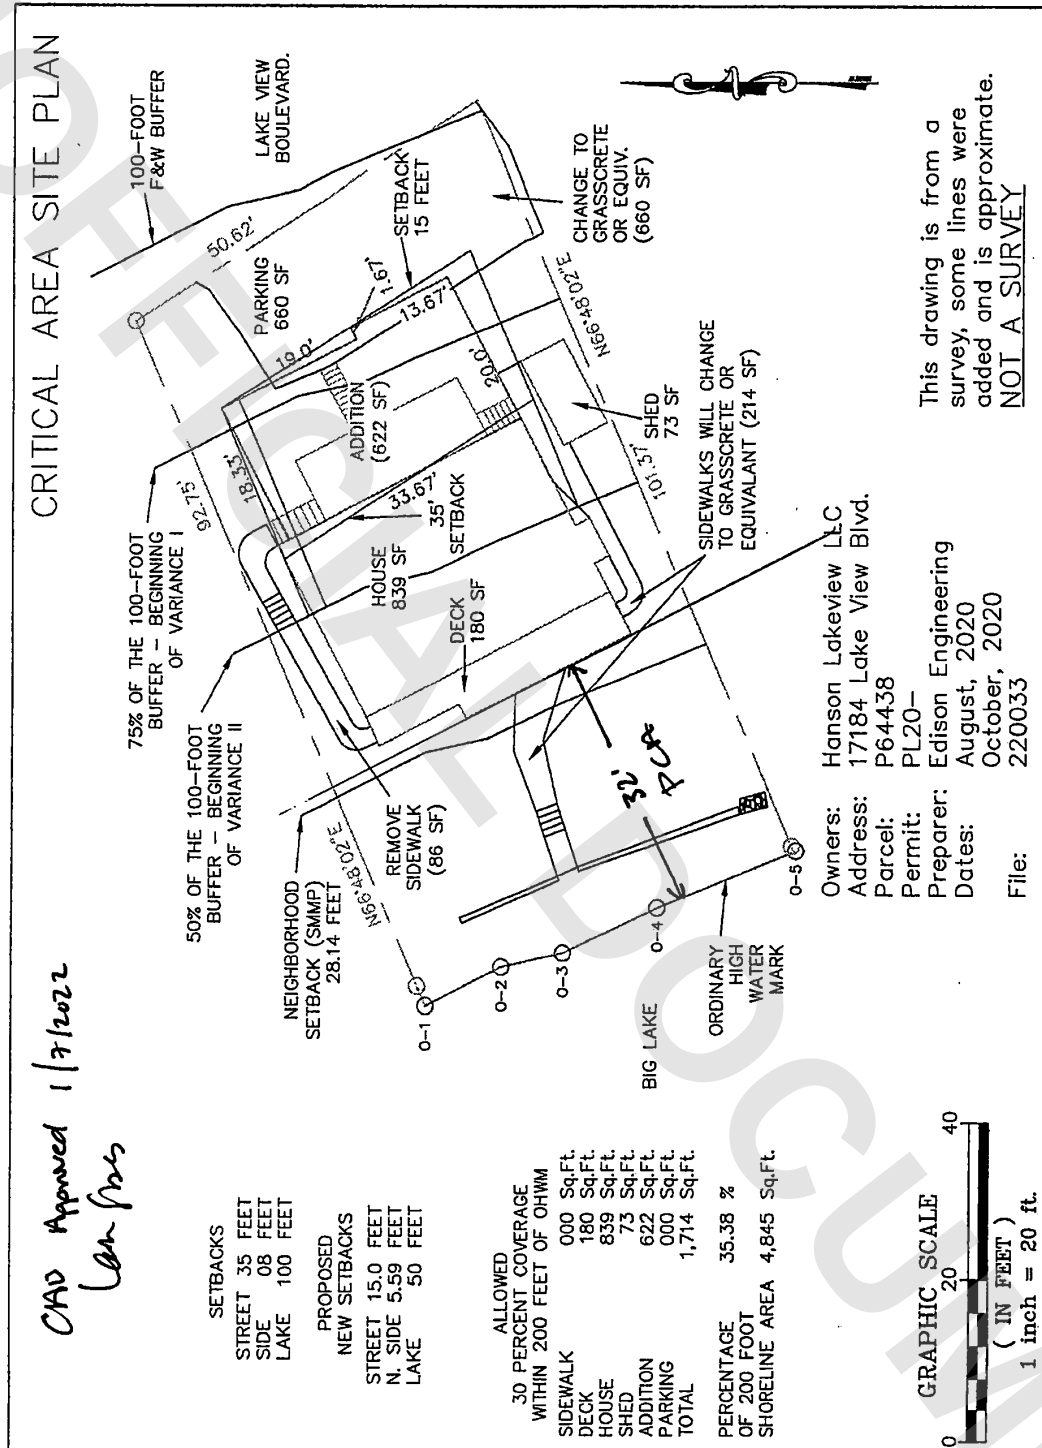 CRITICAL AREA SITE PLAN
CAO Approved 1/7/2022
SETBACKS
STREET 35 FEET
SIDE 08 FEET
LAKE 100 FEET
PROPOSED
NEW SETBACKS
STREET 15.0 FEET
N. SIDE 5.59 FEET
LAKE 50 FEET
ALLOWED
30 PERCENT COVERAGE
WITHIN 200 FEET OF OHWM
SIDEWALK 000 Sq.Ft.
DECK 180 Sq.Ft.
HOUSE 839 Sq.Ft.
SHED 73 Sq.Ft.
ADDITION 622 Sq.Ft.
PARKING 000 Sq.Ft.
TOTAL 1,714 Sq.Ft.
PERCENTAGE 35.38 %
OF 200 FOOT
SHORELINE AREA 4,845 Sq.Ft.
GRAPHIC SCALE
0 20 40
( IN FEET )
1 inch = 20 ft.
50% OF THE 100-FOOT
BUFFER - BEGINNING
OF VARIANCE II
75% OF THE 100-FOOT
BUFFER - BEGINNING
OF VARIANCE I
100-FOOT
F&W BUFFER
LAKE VIEW
BOULEVARD.
NEIGHBORHOOD
SETBACK (SMMP)
28.14 FEET
N66°48'02"E
92.75'
50.62'
REMOVE
SIDEWALK
(86 SF)
DECK
180 SF
HOUSE
839 SF
35'
SETBACK
33.67'
18.33'
ADDITION
(622 SF)
19.0'
PARKING
660 SF
1.67'
13.67'
20.0'
SETBACK
15 FEET
CHANGE TO
GRASSCRETE
OR EQUIV.
(660 SF)
N66°48'02"E
101.37'
SHED
73 SF
SIDEWALKS WILL CHANGE
TO GRASSCRETE OR
EQUIVALANT (214 SF)
32'
PCA
O-1
O-2
O-3
O-4
O-5
BIG LAKE
ORDINARY
HIGH
WATER
MARK
Owners: Hanson Lakeview LLC
Address: 17184 Lake View Blvd.
Parcel: P64438
Permit: PL20-
Preparer: Edison Engineering
Dates: August, 2020
October, 2020
File: 220033
This drawing is from a
survey, some lines were
added and is approximate.
NOT A SURVEY